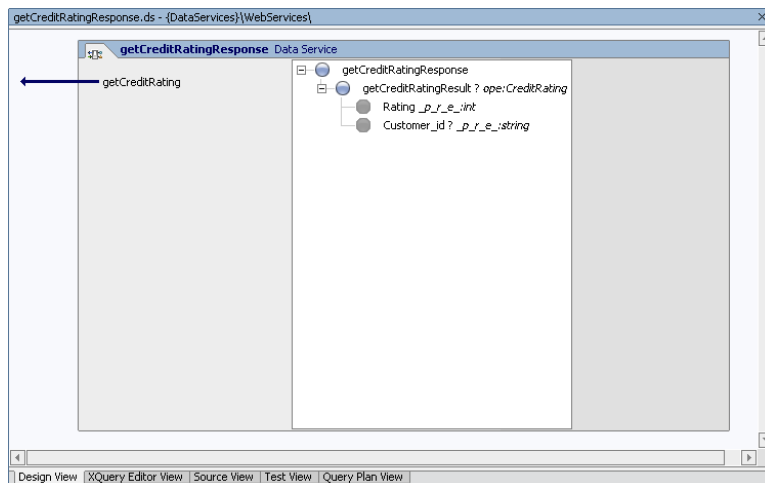 getCreditRatingResponse.ds - {DataServices}\WebServices\
getCreditRatingResponse Data Service
getCreditRating
getCreditRatingResponse
getCreditRatingResult ? ope:CreditRating
Rating _p_r_e_:int
Customer_id ? _p_r_e_:string
Design View XQuery Editor View Source View Test View Query Plan View